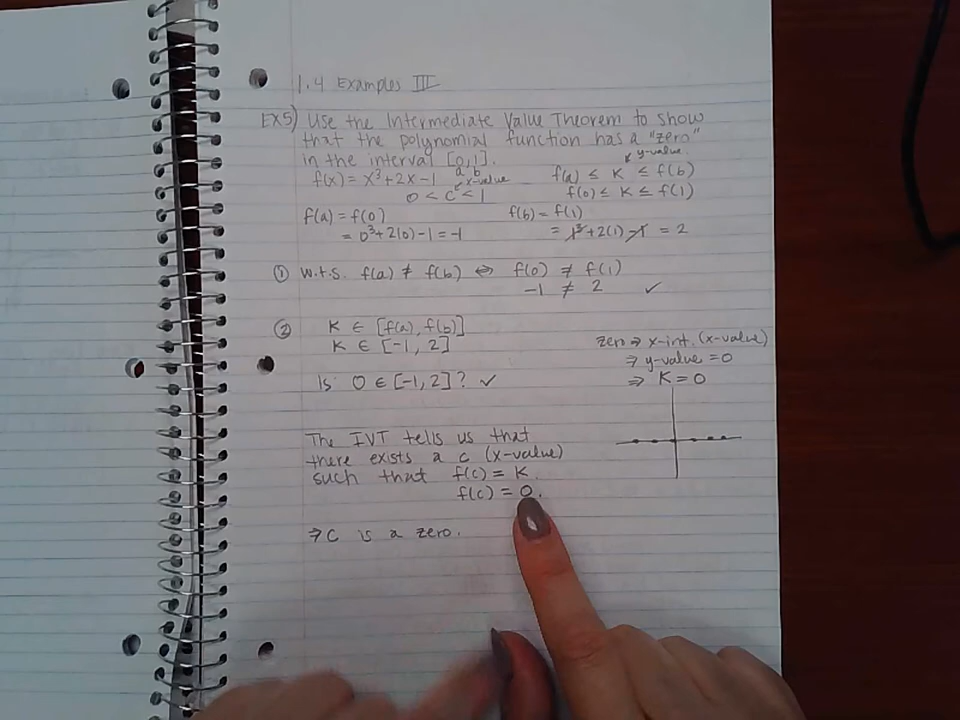 1.4 Examples III
EX5) Use the Intermediate Value Theorem to show
that the polynomial function has a "zero"
in the interval [0,1].
a b
y-value
f(x) = x³+2x-1
x-value
f(a) ≤ K ≤ f(b)
0 < c < 1
f(0) ≤ K ≤ f(1)
f(a) = f(0)
f(b) = f(1)
= 0³+2(0)-1 = -1
= 1³+2(1)-1 = 2
① W.t.s. f(a) ≠ f(b) ⇔ f(0) ≠ f(1)
-1 ≠ 2 ✓
② K ∈ [f(a), f(b)]
K ∈ [-1, 2]
zero ⇒ x-int. (x-value)
⇒ y-value = 0
⇒ K = 0
Is: 0 ∈ [-1, 2]? ✓
The IVT tells us that
there exists a c (x-value)
such that f(c) = K.
f(c) = 0.
⇒ C is a zero.